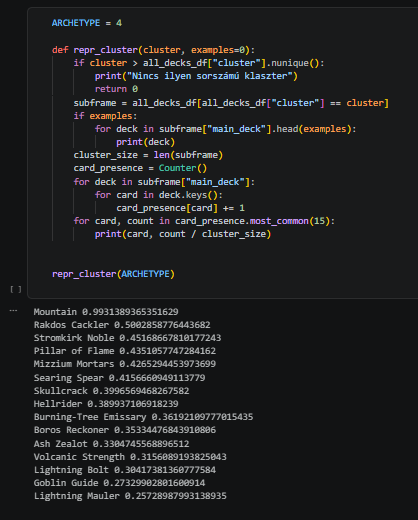 ARCHETYPE = 4
def repr_cluster(cluster, examples=0):
    if cluster > all_decks_df["cluster"].nunique():
        print("Nincs ilyen sorszámú klaszter")
        return 0
    subframe = all_decks_df[all_decks_df["cluster"] == cluster]
    if examples:
        for deck in subframe["main_deck"].head(examples):
            print(deck)
    cluster_size = len(subframe)
    card_presence = Counter()
    for deck in subframe["main_deck"]:
        for card in deck.keys():
            card_presence[card] += 1
    for card, count in card_presence.most_common(15):
        print(card, count / cluster_size)
repr_cluster(ARCHETYPE)
[ ]
...
Mountain 0.9931389365351629
Rakdos Cackler 0.5002858776443682
Stromkirk Noble 0.45168667810177243
Pillar of Flame 0.4351057747284162
Mizzium Mortars 0.4265294453973699
Searing Spear 0.4156660949113779
Skullcrack 0.3996569468267582
Hellrider 0.389937106918239
Burning-Tree Emissary 0.36192109777015435
Boros Reckoner 0.35334476843910806
Ash Zealot 0.3304745568896512
Volcanic Strength 0.3156089193825043
Lightning Bolt 0.30417381360777584
Goblin Guide 0.27329902801600914
Lightning Mauler 0.25728987993138935